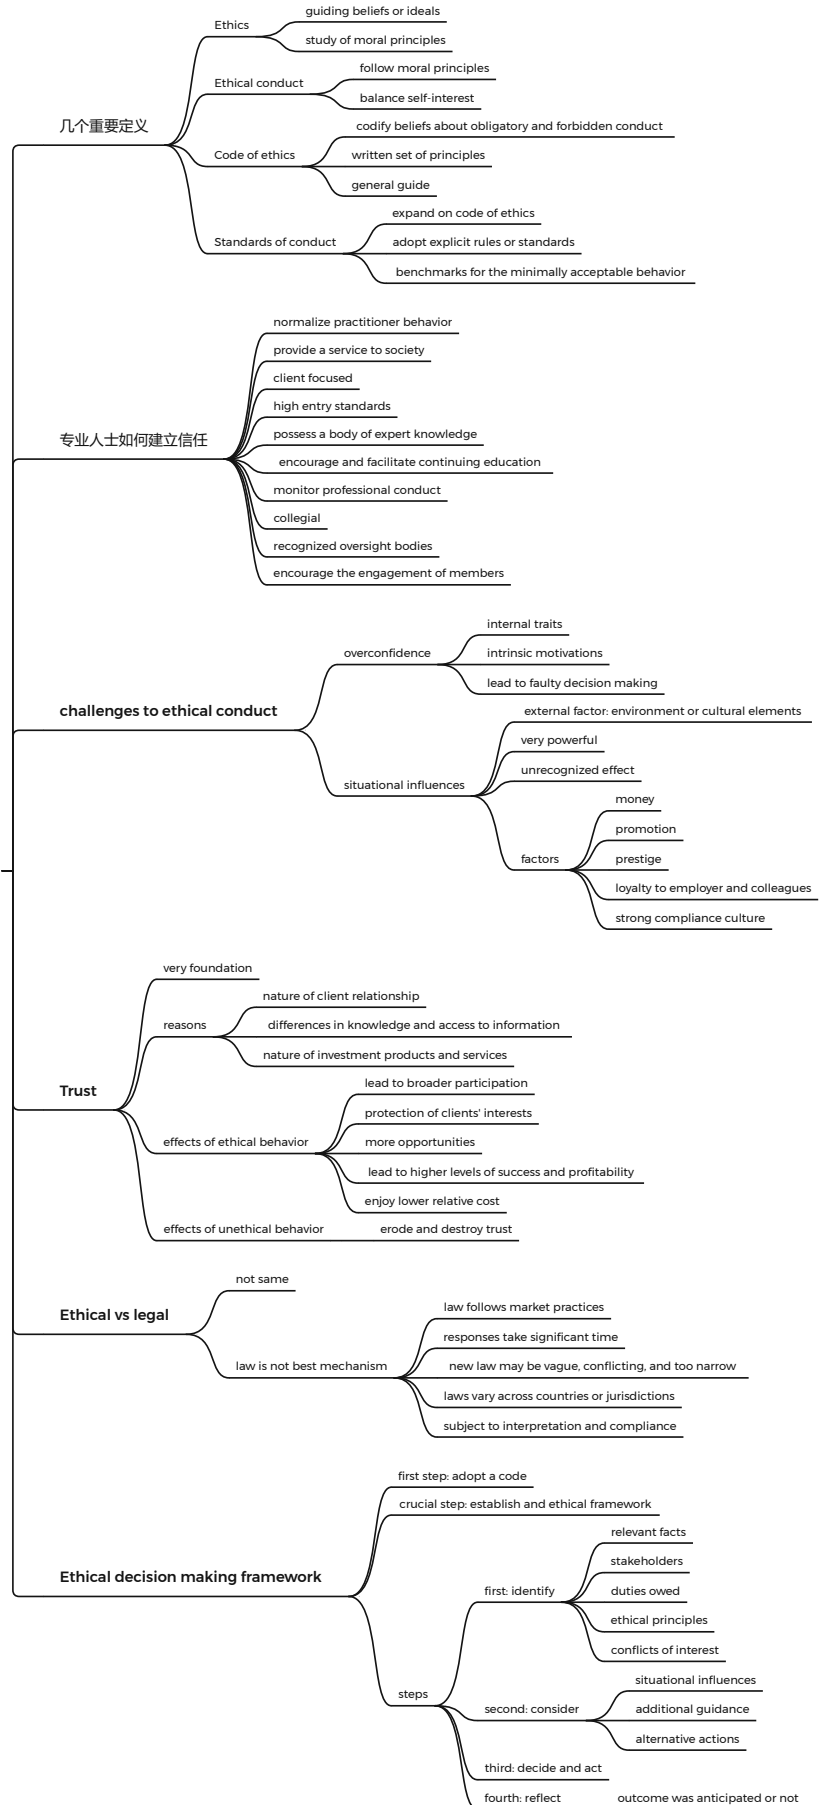 几个重要定义
Ethics
guiding beliefs or ideals
study of moral principles
Ethical conduct
follow moral principles
balance self-interest
Code of ethics
codify beliefs about obligatory and forbidden conduct
written set of principles
general guide
Standards of conduct
expand on code of ethics
adopt explicit rules or standards
benchmarks for the minimally acceptable behavior
专业人士如何建立信任
normalize practitioner behavior
provide a service to society
client focused
high entry standards
possess a body of expert knowledge
encourage and facilitate continuing education
monitor professional conduct
collegial
recognized oversight bodies
encourage the engagement of members
challenges to ethical conduct
overconfidence
internal traits
intrinsic motivations
lead to faulty decision making
situational influences
external factor: environment or cultural elements
very powerful
unrecognized effect
factors
money
promotion
prestige
loyalty to employer and colleagues
strong compliance culture
Trust
very foundation
reasons
nature of client relationship
differences in knowledge and access to information
nature of investment products and services
effects of ethical behavior
lead to broader participation
protection of clients' interests
more opportunities
lead to higher levels of success and profitability
enjoy lower relative cost
effects of unethical behavior
erode and destroy trust
Ethical vs legal
not same
law is not best mechanism
law follows market practices
responses take significant time
new law may be vague, conflicting, and too narrow
laws vary across countries or jurisdictions
subject to interpretation and compliance
Ethical decision making framework
first step: adopt a code
crucial step: establish and ethical framework
steps
first: identify
relevant facts
stakeholders
duties owed
ethical principles
conflicts of interest
second: consider
situational influences
additional guidance
alternative actions
third: decide and act
fourth: reflect
outcome was anticipated or not